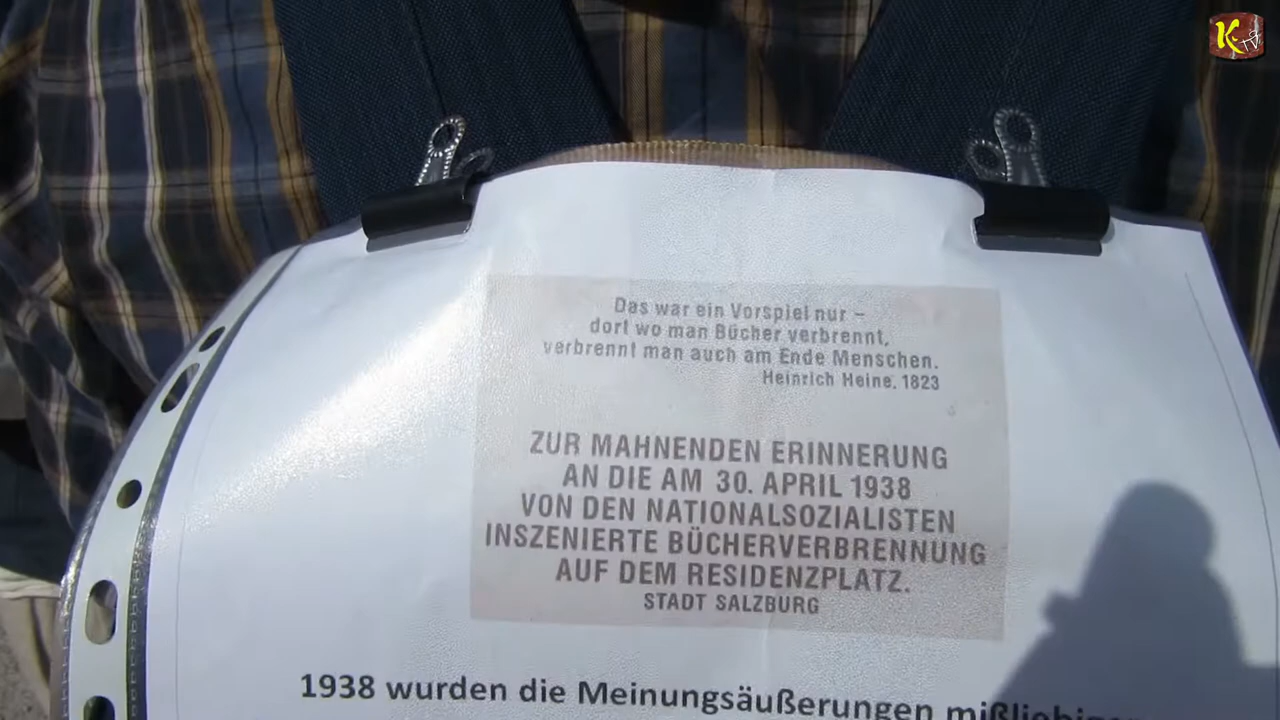 K
TV
Das war ein Vorspiel nur –
dort wo man Bücher verbrennt,
verbrennt man auch am Ende Menschen.
Heinrich Heine, 1823
ZUR MAHNENDEN ERINNERUNG
AN DIE AM 30. APRIL 1938
VON DEN NATIONALSOZIALISTEN
INSZENIERTE BÜCHERVERBRENNUNG
AUF DEM RESIDENZPLATZ.
STADT SALZBURG
1938 wurden die Meinungsäußerungen